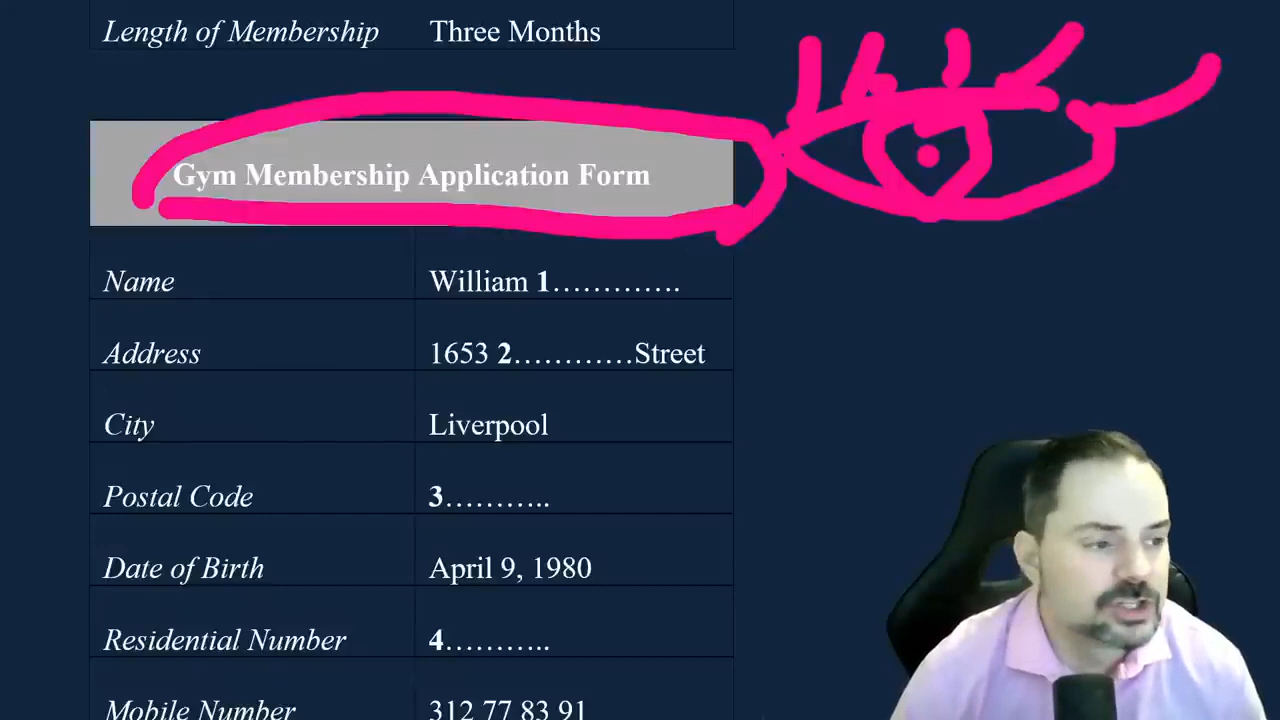 Length of Membership Three Months
Gym Membership Application Form
Name William 1………….
Address 1653 2…………Street
City Liverpool
Postal Code 3………..
Date of Birth April 9, 1980
Residential Number 4………..
Mobile Number 312 77 83 91